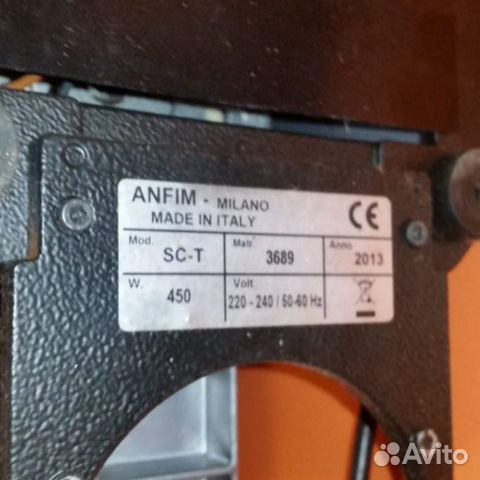 ANFIM - MILANO
MADE IN ITALY
CE
Mod. SC-T
Matr. 3689
Anno 2013
W. 450
Volt. 220 - 240 / 50-60 Hz
Avito